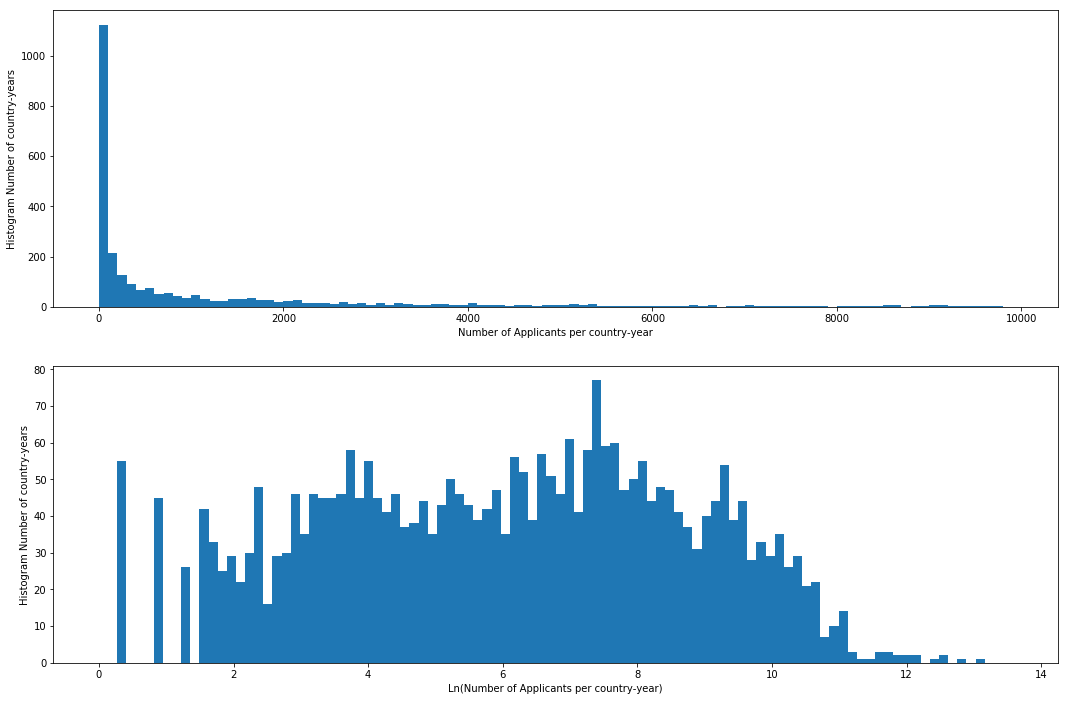 1000
800
600
400
200
0
Histogram Number of country-years
0 2000 4000 6000 8000 10000
Number of Applicants per country-year
80
70
60
50
40
30
20
10
0
Histogram Number of country-years
0 2 4 6 8 10 12 14
Ln(Number of Applicants per country-year)